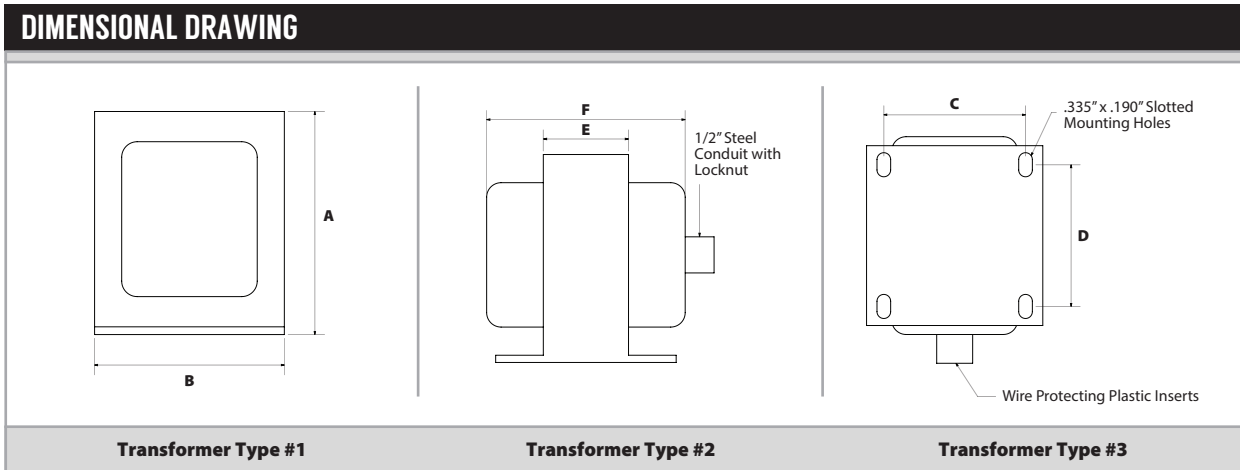 DIMENSIONAL DRAWING
A
B
F
E
1/2" Steel
Conduit with
Locknut
C
.335" x .190" Slotted
Mounting Holes
D
Wire Protecting Plastic Inserts
Transformer Type #1
Transformer Type #2
Transformer Type #3